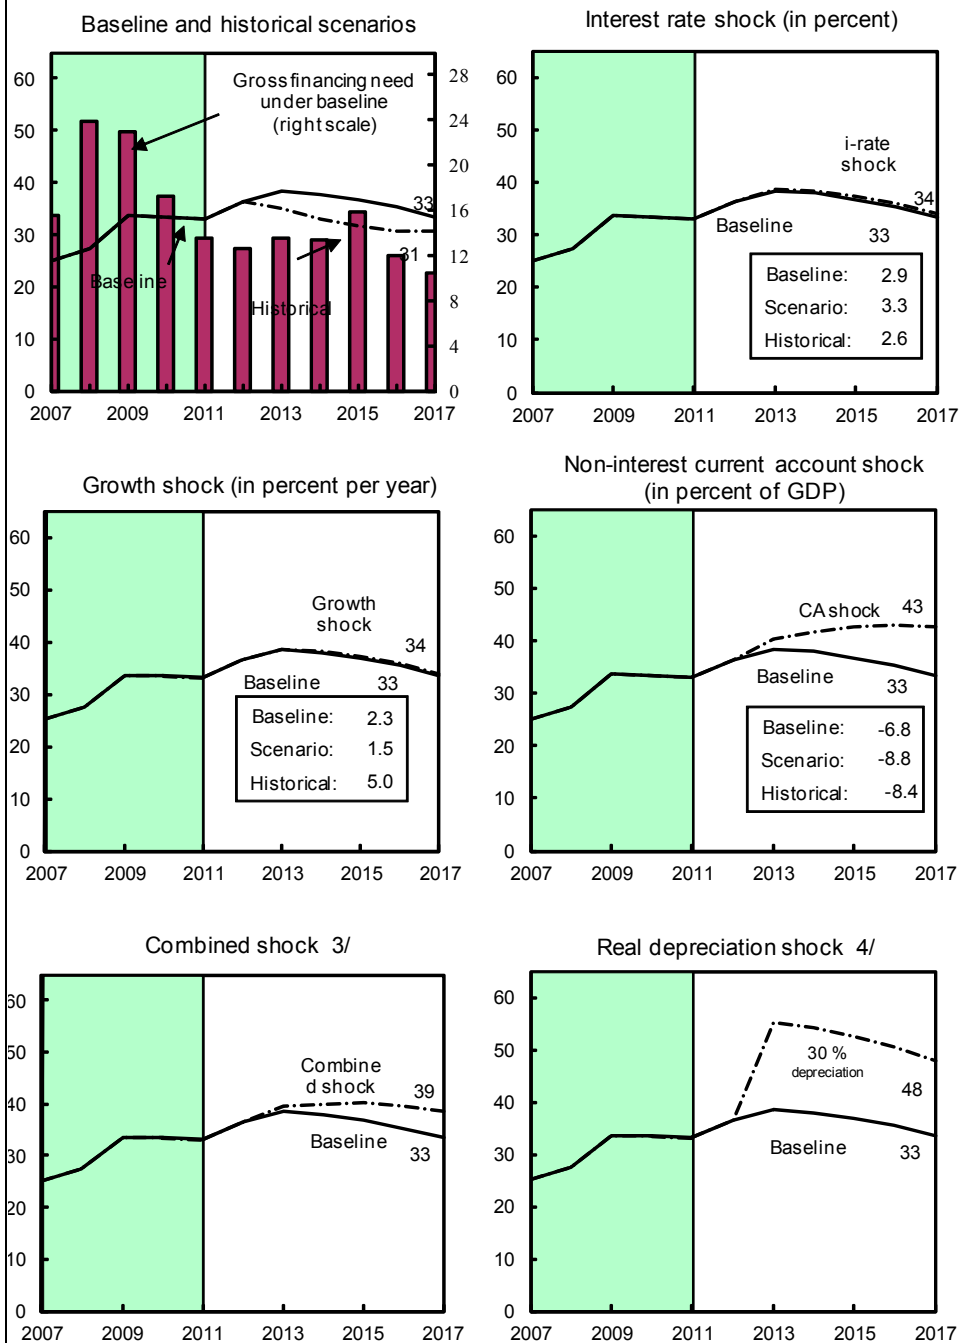 Baseline and historical scenarios
60
50
40
30
20
10
0
28
24
20
16
12
8
4
0
Gross financing need
under baseline
(right scale)
33
31
Baseline
Historical
2007 2009 2011 2013 2015 2017
Interest rate shock (in percent)
60
50
40
30
20
10
0
i-rate
shock
34
Baseline
33
Baseline: 2.9
Scenario: 3.3
Historical: 2.6
2007 2009 2011 2013 2015 2017
Growth shock (in percent per year)
60
50
40
30
20
10
0
Growth
shock
34
Baseline 33
Baseline: 2.3
Scenario: 1.5
Historical: 5.0
2007 2009 2011 2013 2015 2017
Non-interest current account shock
(in percent of GDP)
60
50
40
30
20
10
0
CA shock 43
Baseline
33
Baseline: -6.8
Scenario: -8.8
Historical: -8.4
2007 2009 2011 2013 2015 2017
Combined shock 3/
60
50
40
30
20
10
0
Combine
d shock
39
Baseline
33
2007 2009 2011 2013 2015 2017
Real depreciation shock 4/
60
50
40
30
20
10
0
30 %
depreciation
48
Baseline 33
2007 2009 2011 2013 2015 2017